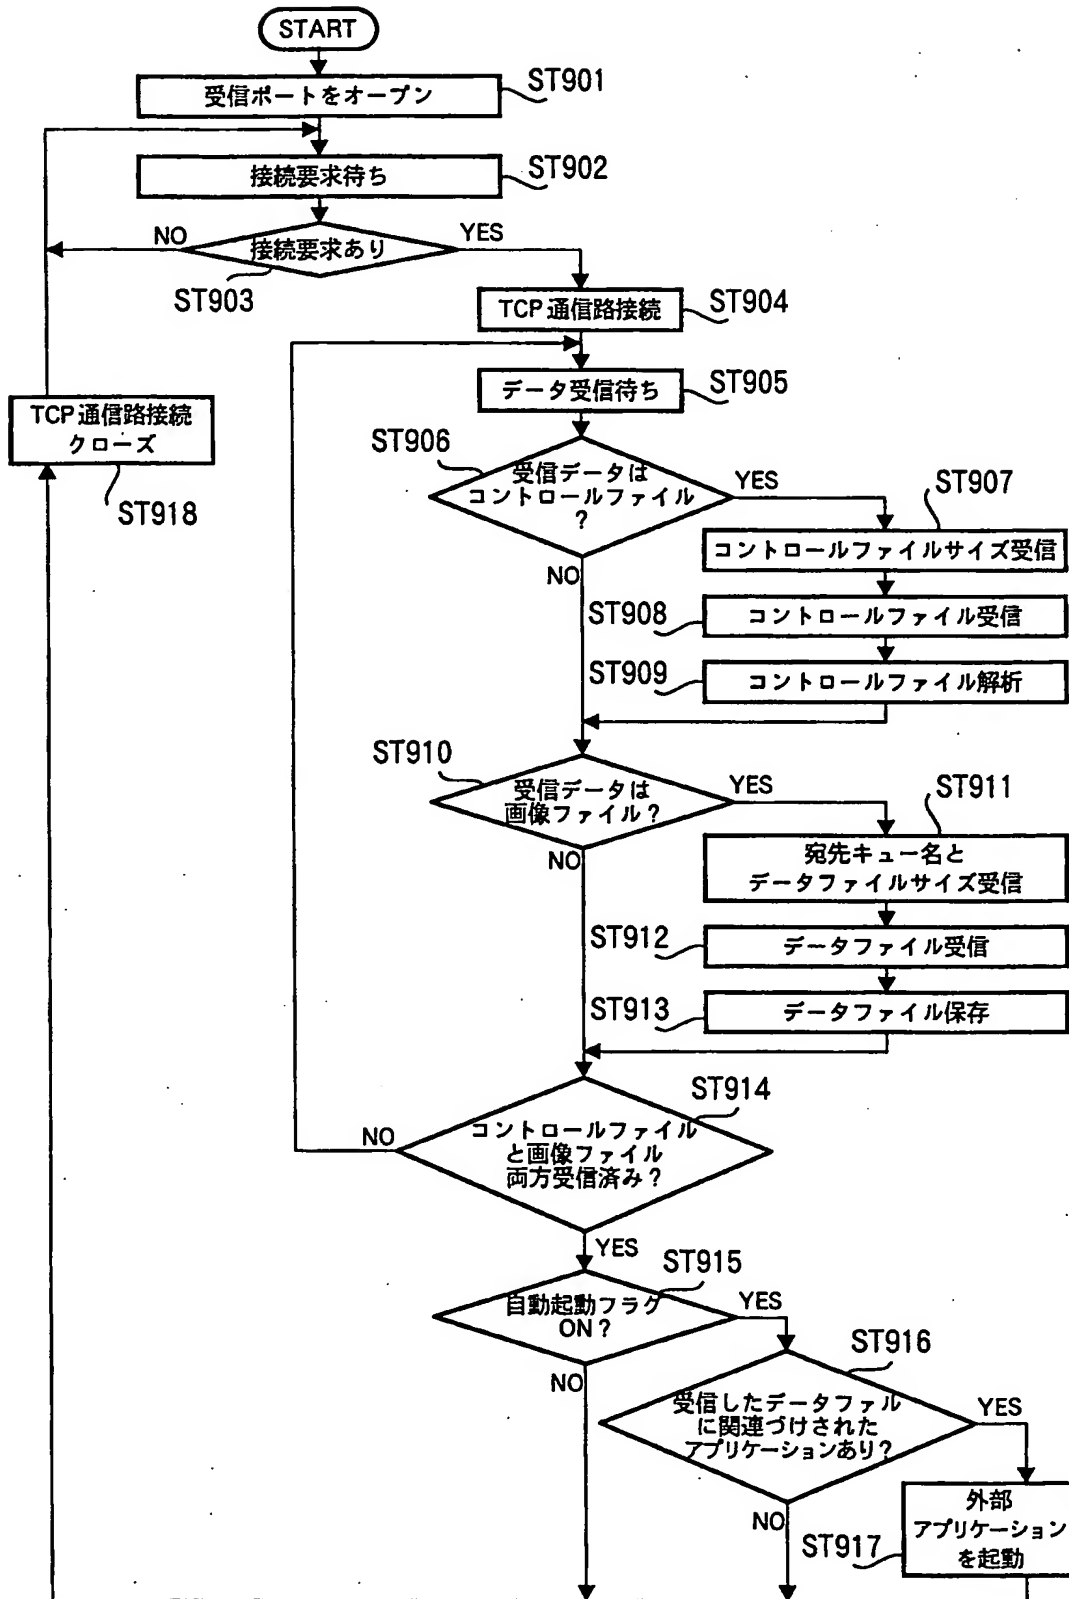 START
受信ポートをオープン
ST901
接続要求待ち
ST902
NO
接続要求あり
YES
ST903
TCP通信路接続
ST904
データ受信待ち
ST905
TCP通信路接続
クローズ
ST918
ST906
受信データは
コントロールファイル
?
YES
NO
ST907
コントロールファイルサイズ受信
ST908
コントロールファイル受信
ST909
コントロールファイル解析
ST910
受信データは
画像ファイル?
YES
NO
ST911
宛先キュー名と
データファイルサイズ受信
ST912
データファイル受信
ST913
データファイル保存
ST914
コントロールファイル
と画像ファイル
両方受信済み?
NO
YES
ST915
自動起動フラグ
ON?
YES
NO
ST916
受信したデータファル
に関連づけされた
アプリケーションあり?
YES
NO
ST917
外部
アプリケーション
を起動